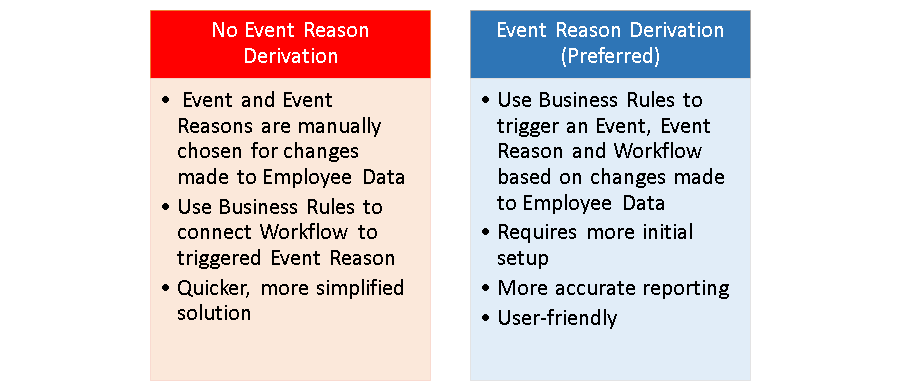 No Event Reason
Derivation
• Event and Event
Reasons are manually
chosen for changes
made to Employee Data
• Use Business Rules to
connect Workflow to
triggered Event Reason
• Quicker, more simplified
solution
Event Reason Derivation
(Preferred)
• Use Business Rules to
trigger an Event, Event
Reason and Workflow
based on changes made
to Employee Data
• Requires more initial
setup
• More accurate reporting
• User-friendly